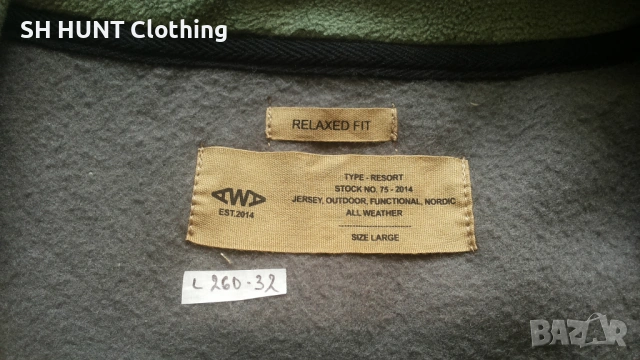 SH HUNT Clothing
RELAXED FIT
AWA
EST.2014
TYPE - RESORT
STOCK NO. 75 - 2014
JERSEY, OUTDOOR, FUNCTIONAL, NORDIC
ALL WEATHER
SIZE LARGE
L 260-32
BAZAR